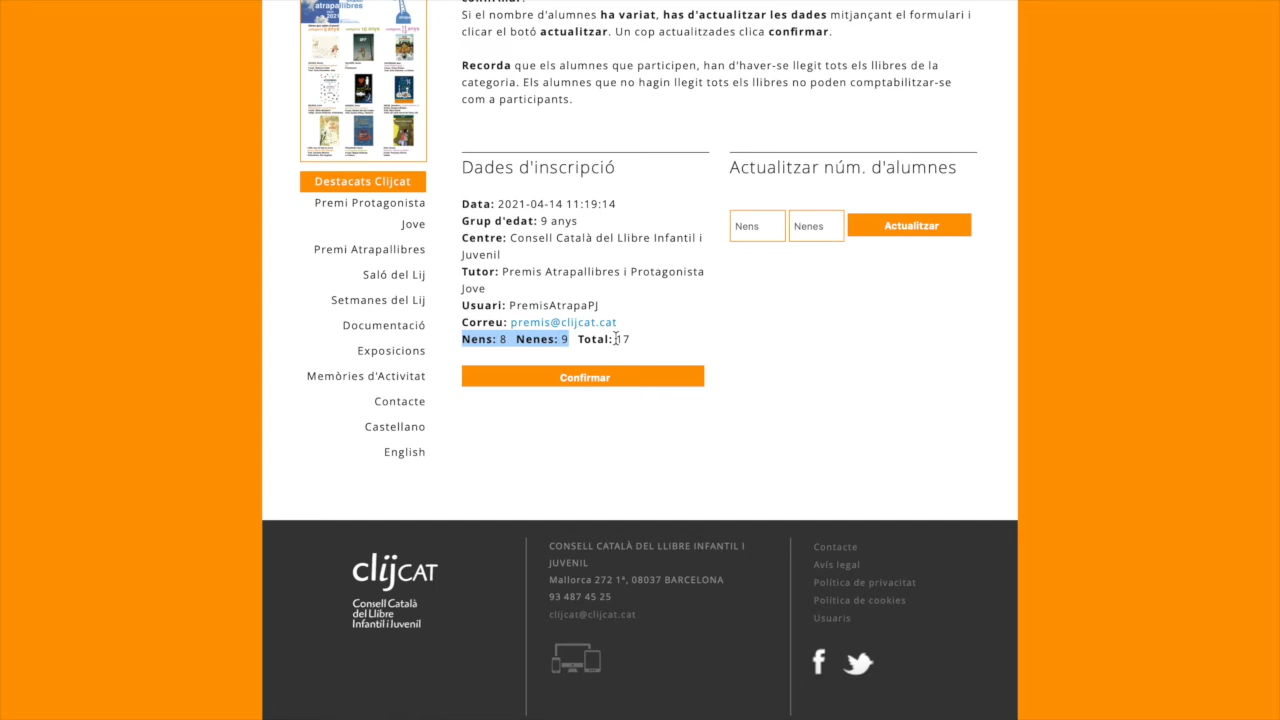 atrapallibres
Si el nombre d'alumnes ha variat, has d'actualitzar les dades mitjançant el formulari i
clicar el botó actualitzar. Un cop actualitzades clica confirmar.
Recorda que els alumnes que participen, han d'haver-se llegit tots els llibres de la
categoria. Els alumnes que no hagin llegit tots els llibres no poden comptabilitzar-se
com a participants.
Destacats Clijcat
Premi Protagonista
Jove
Premi Atrapallibres
Saló del Lij
Setmanes del Lij
Documentació
Exposicions
Memòries d'Activitat
Contacte
Castellano
English
Dades d'inscripció
Data: 2021-04-14 11:19:14
Grup d'edat: 9 anys
Centre: Consell Català del Llibre Infantil i
Juvenil
Tutor: Premis Atrapallibres i Protagonista
Jove
Usuari: PremisAtrapaPJ
Correu: premis@clijcat.cat
Nens: 8 Nenes: 9 Total: 17
Confirmar
Actualitzar núm. d'alumnes
Nens Nenes Actualitzar
clijCAT
Consell Català
del Llibre
Infantil i Juvenil
CONSELL CATALÀ DEL LLIBRE INFANTIL I
JUVENIL
Mallorca 272 1ª, 08037 BARCELONA
93 487 45 25
clijcat@clijcat.cat
Contacte
Avís legal
Política de privacitat
Política de cookies
Usuaris